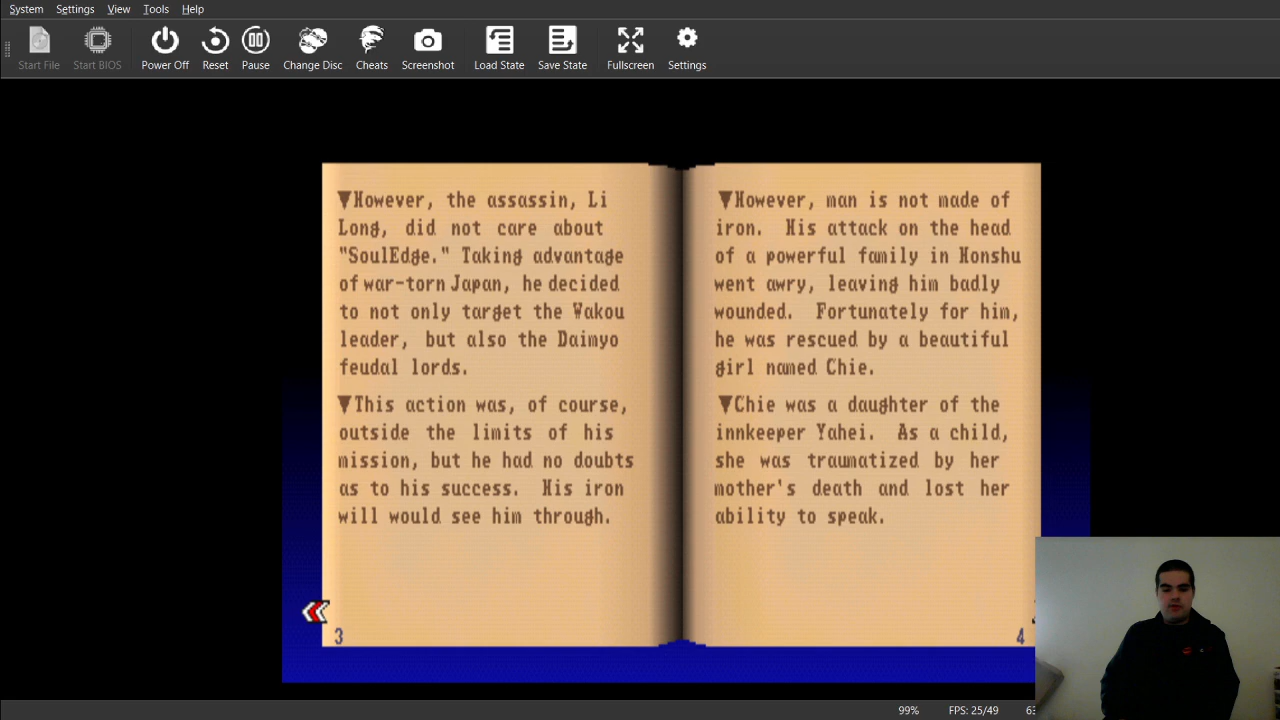 System Settings View Tools Help
Start File Start BIOS Power Off Reset Pause Change Disc Cheats Screenshot Load State Save State Fullscreen Settings
▼However, the assassin, Li
Long, did not care about
"SoulEdge." Taking advantage
of war-torn Japan, he decided
to not only target the Wakou
leader, but also the Daimyo
feudal lords.
▼This action was, of course,
outside the limits of his
mission, but he had no doubts
as to his success. His iron
will would see him through.
3
▼However, man is not made of
iron. His attack on the head
of a powerful family in Honshu
went awry, leaving him badly
wounded. Fortunately for him,
he was rescued by a beautiful
girl named Chie.
▼Chie was a daughter of the
innkeeper Yahei. As a child,
she was traumatized by her
mother's death and lost her
ability to speak.
4
99% FPS: 25/49